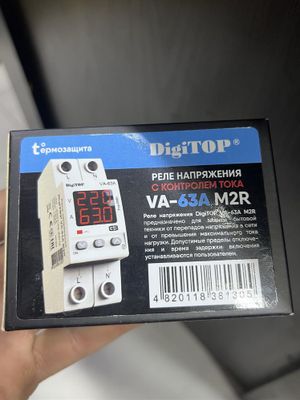 t° термозащита
DigiTOP®
РЕЛЕ НАПРЯЖЕНИЯ
С КОНТРОЛЕМ ТОКА
VA-63A M2R
Реле напряжения DigiTOP VA-63A M2R
предназначено для защиты бытовой
техники от перепадов напряжения в сети
и от превышения максимального тока
нагрузки. Допустимые пределы отключе-
ния и время задержки включения
устанавливаются пользователем.
4 820118 381305
L N
DigiTOP VA-63A
V 220
A 63.0
L' N'